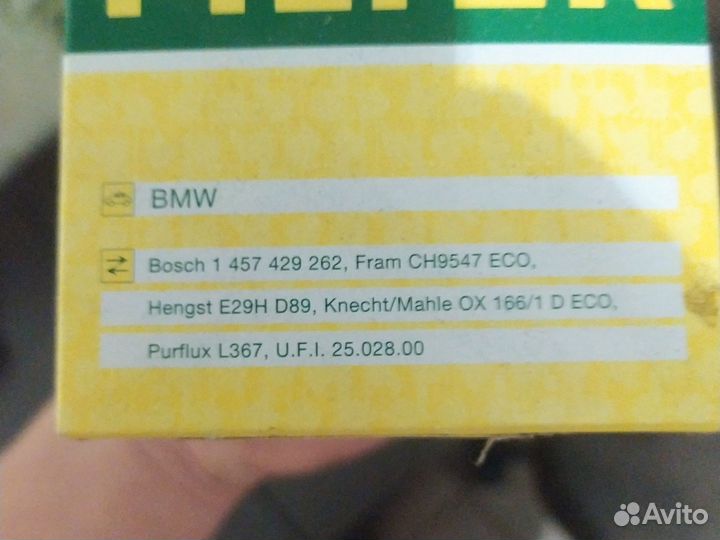 FILTER
BMW
Bosch 1 457 429 262, Fram CH9547 ECO,
Hengst E29H D89, Knecht/Mahle OX 166/1 D ECO,
Purflux L367, U.F.I. 25.028.00
Avito